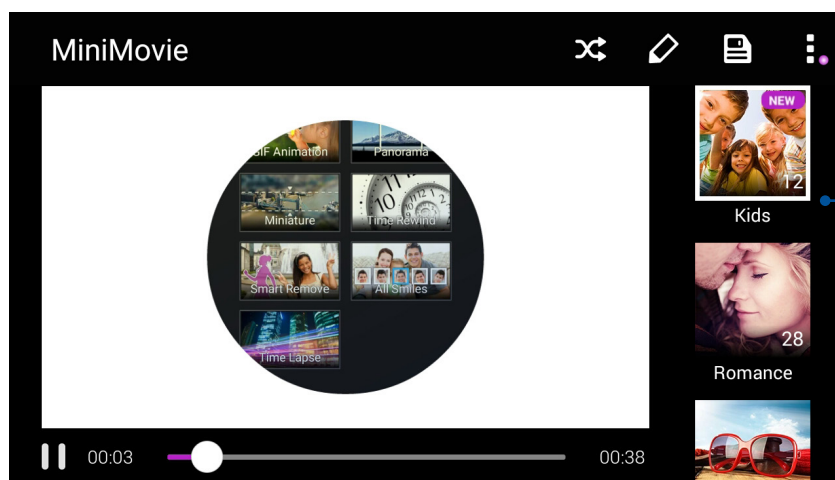 MiniMovie
NEW
12
Kids
GIF Animation
Panorama
Miniature
Time Rewind
Smart Remove
All Smiles
Time Lapse
28
Romance
00:03
00:38